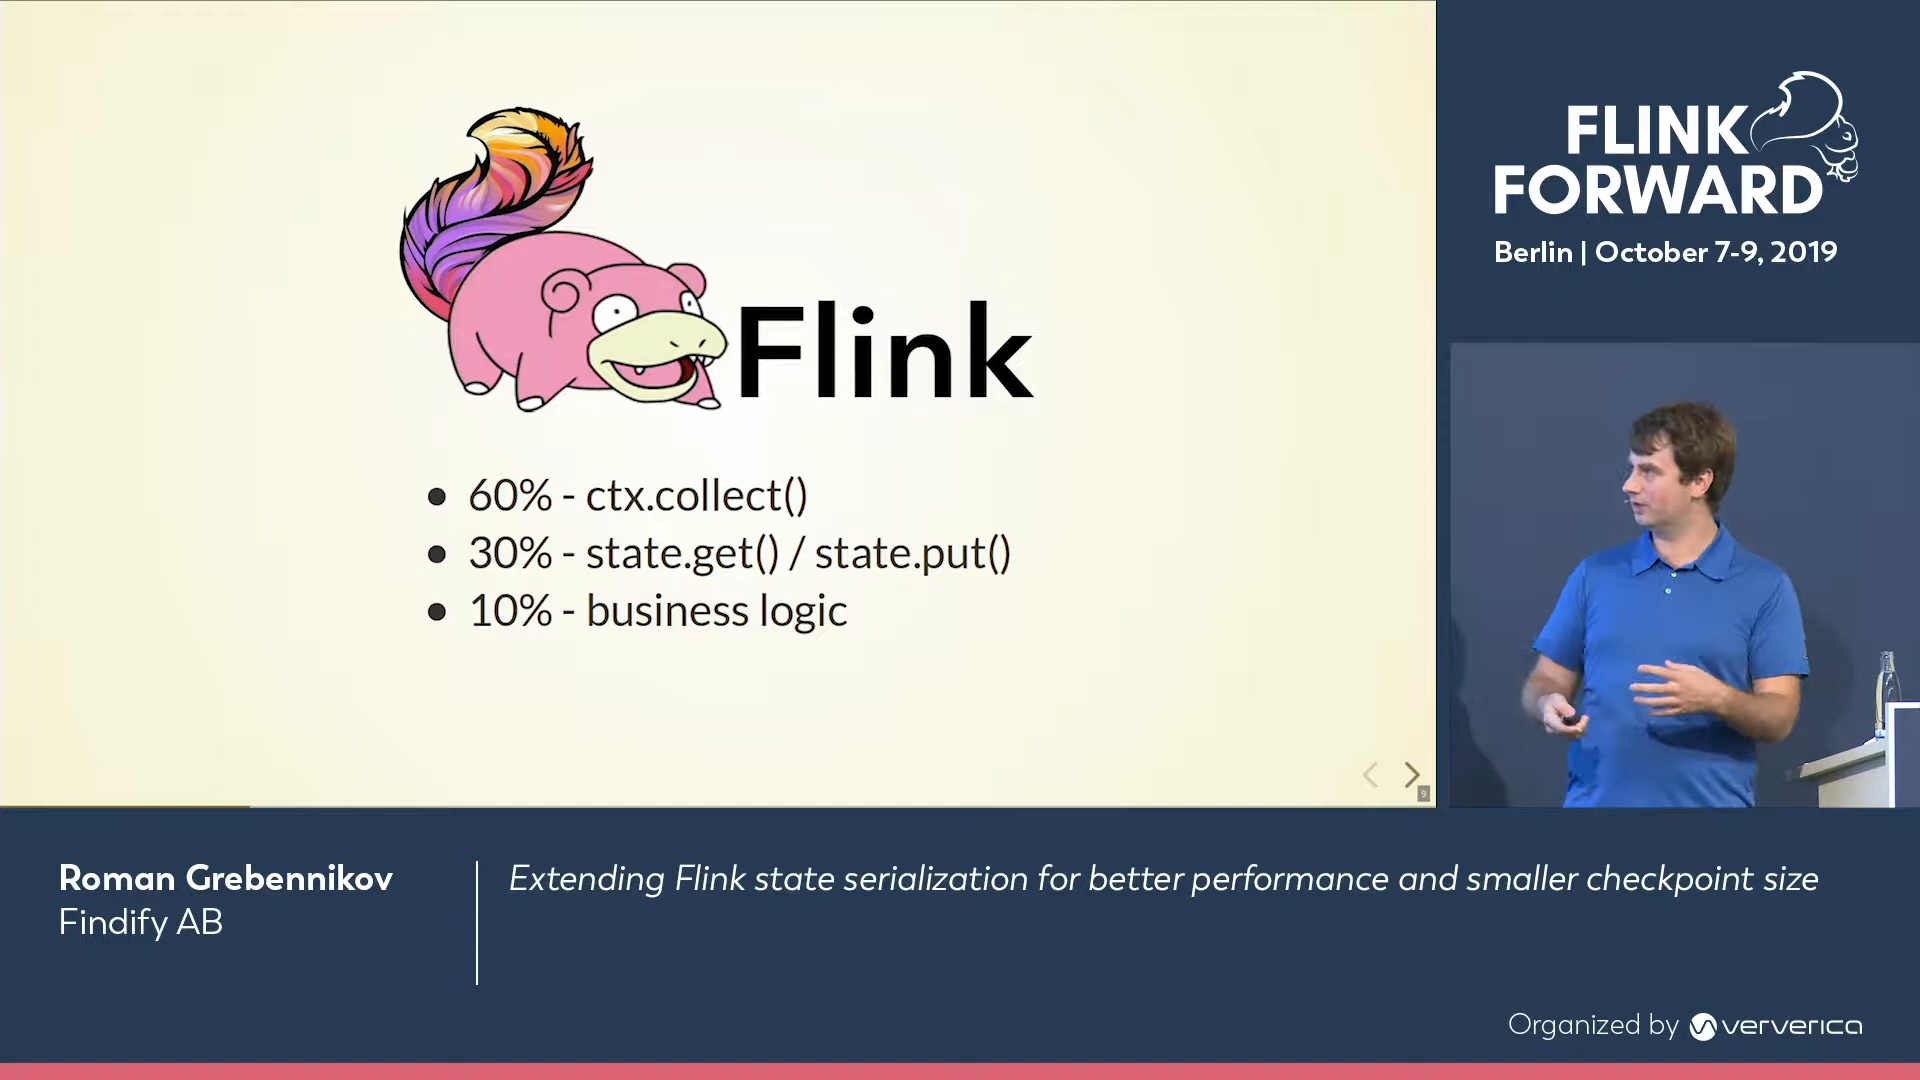 Flink
60% - ctx.collect()
30% - state.get() / state.put()
10% - business logic
9
FLINK
FORWARD
Berlin | October 7-9, 2019
Roman Grebennikov
Findify AB
Extending Flink state serialization for better performance and smaller checkpoint size
Organized by ververica